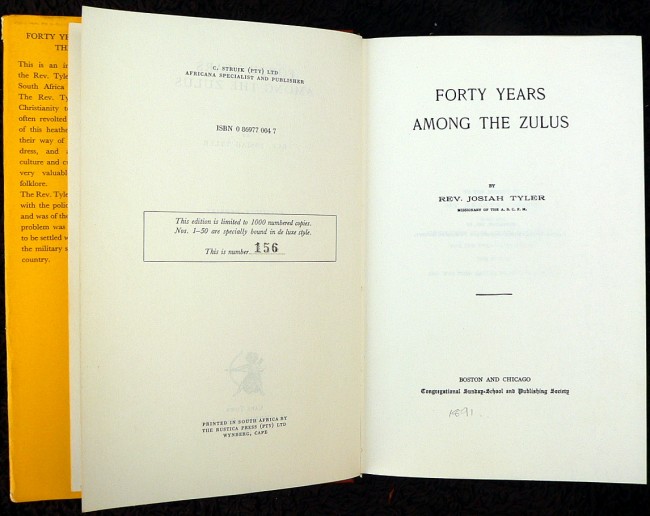 FORTY YE
TH
This is an in
the Rev. Tyle
South Africa
The Rev. Ty
Christianity t
often revolted
of this heathe
their way of
dress, and
culture and c
very valuabl
folklore.
The Rev. Tyle
with the poli
and was of the
problem was
to be settled w
the military s
country.
C. STRUIK (PTY) LTD
AFRICANA SPECIALIST AND PUBLISHER
ISBN 0 86977 004 7
This edition is limited to 1000 numbered copies.
Nos. 1–50 are specially bound in de luxe style.
This is number 156
PRINTED IN SOUTH AFRICA BY
THE RUSTICA PRESS (PTY) LTD
WYNBERG, CAPE
FORTY YEARS
AMONG THE ZULUS
BY
REV. JOSIAH TYLER
MISSIONARY OF THE A. B. C. F. M.
BOSTON AND CHICAGO
Congregational Sunday-School and Publishing Society
1891.